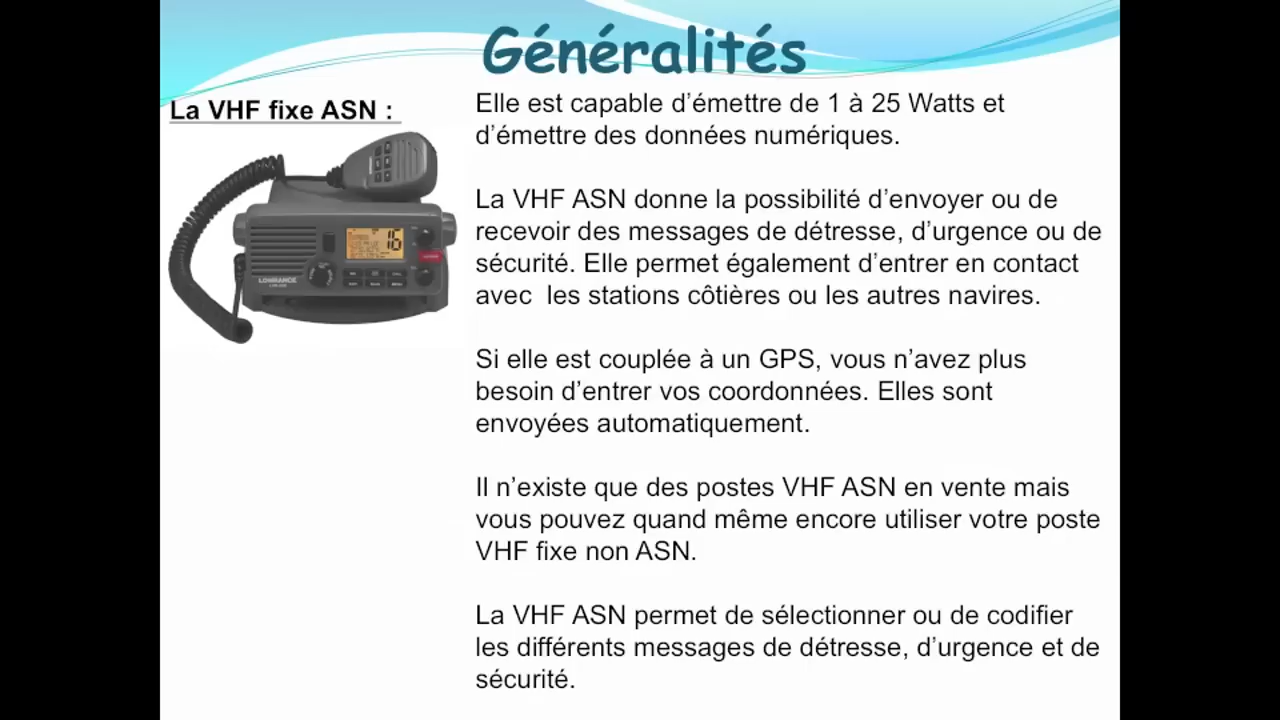 Généralités
La VHF fixe ASN :
Elle est capable d’émettre de 1 à 25 Watts et
d’émettre des données numériques.
La VHF ASN donne la possibilité d’envoyer ou de
recevoir des messages de détresse, d’urgence ou de
sécurité. Elle permet également d’entrer en contact
avec  les stations côtières ou les autres navires.
Si elle est couplée à un GPS, vous n’avez plus
besoin d’entrer vos coordonnées. Elles sont
envoyées automatiquement.
Il n’existe que des postes VHF ASN en vente mais
vous pouvez quand même encore utiliser votre poste
VHF fixe non ASN.
La VHF ASN permet de sélectionner ou de codifier
les différents messages de détresse, d’urgence et de
sécurité.
16
LOWRANCE